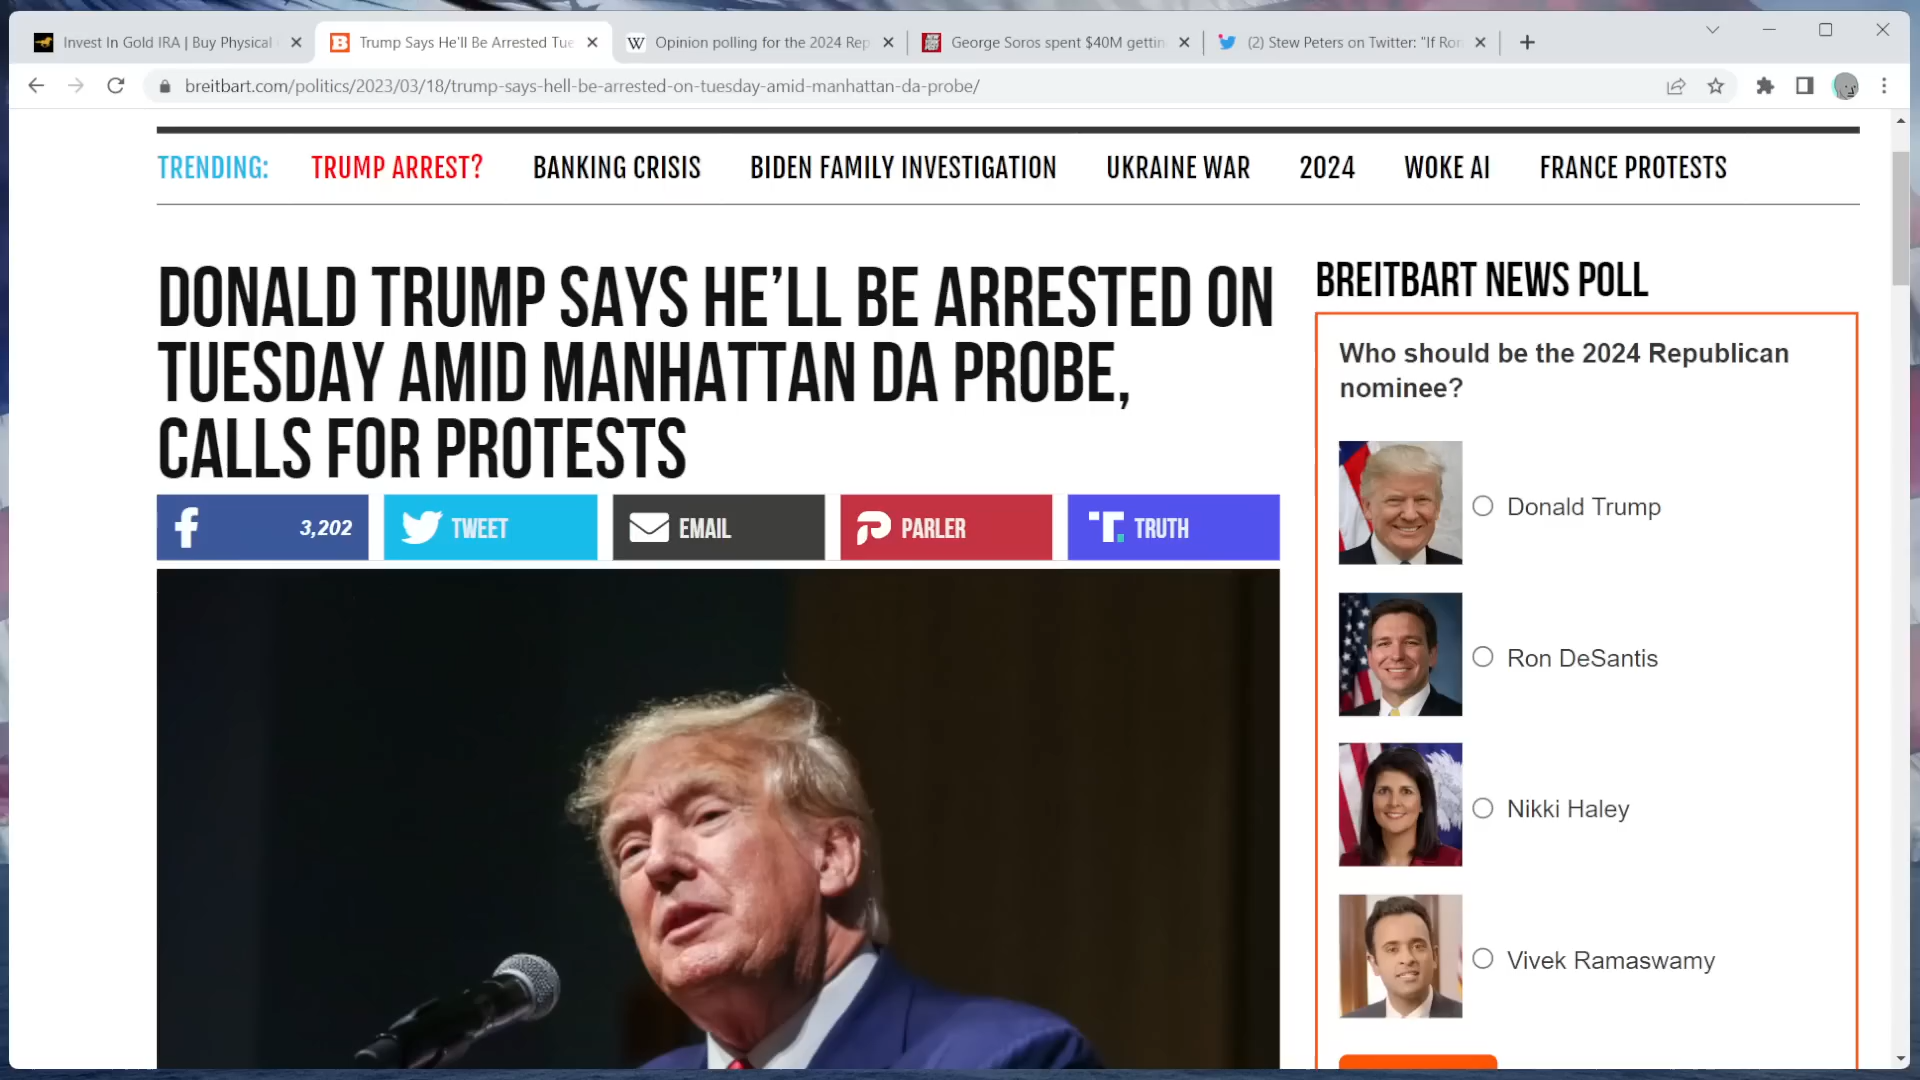 Invest In Gold IRA | Buy Physical
Trump Says He'll Be Arrested Tue
Opinion polling for the 2024 Rep
George Soros spent $40M gettin
(2) Stew Peters on Twitter: "If Ron
breitbart.com/politics/2023/03/18/trump-says-hell-be-arrested-on-tuesday-amid-manhattan-da-probe/
TRENDING: TRUMP ARREST? BANKING CRISIS BIDEN FAMILY INVESTIGATION UKRAINE WAR 2024 WOKE AI FRANCE PROTESTS
DONALD TRUMP SAYS HE'LL BE ARRESTED ON
TUESDAY AMID MANHATTAN DA PROBE,
CALLS FOR PROTESTS
3,202 TWEET EMAIL PARLER TRUTH
BREITBART NEWS POLL
Who should be the 2024 Republican
nominee?
Donald Trump
Ron DeSantis
Nikki Haley
Vivek Ramaswamy